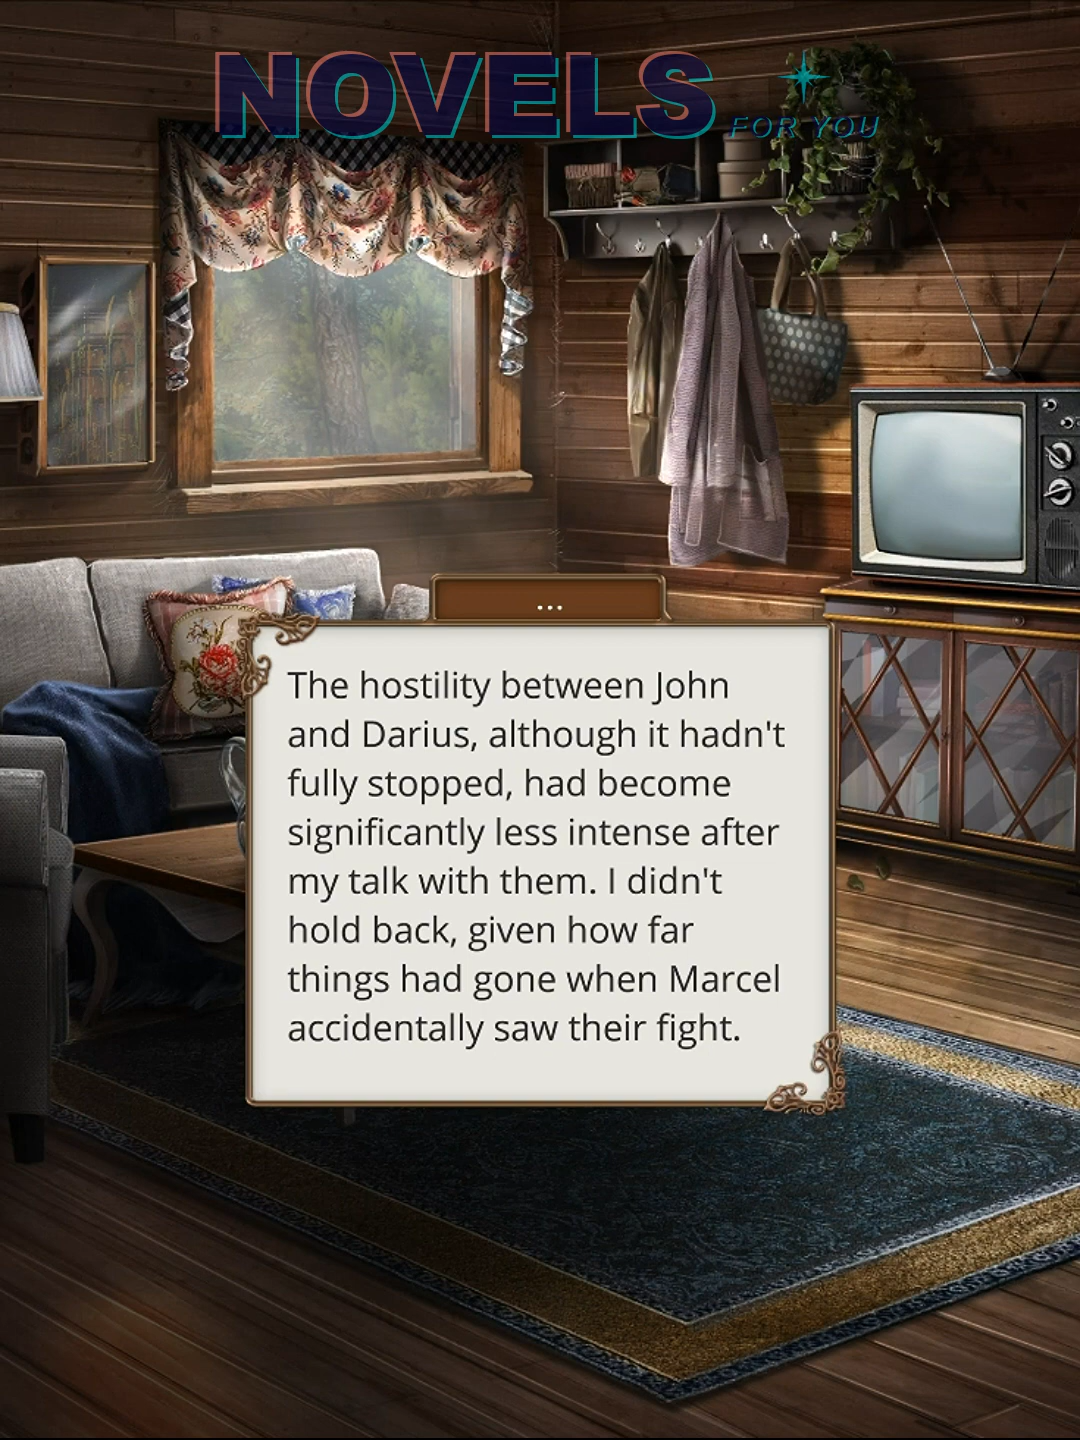 NOVELS
FOR YOU
...
The hostility between John
and Darius, although it hadn't
fully stopped, had become
significantly less intense after
my talk with them. I didn't
hold back, given how far
things had gone when Marcel
accidentally saw their fight.